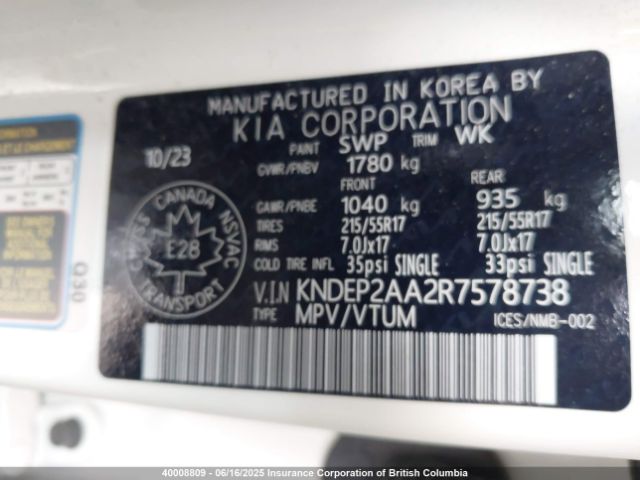 MANUFACTURED IN KOREA BY
KIA CORPORATION
10/23 PAINT SWP TRIM WK
GVWR/PNBV 1780 kg
FRONT REAR
GAWR/PNBE 1040 kg 935 kg
TIRES 215/55R17 215/55R17
RIMS 7.0Jx17 7.0Jx17
COLD TIRE INFL 35psi SINGLE 33psi SINGLE
V.I.N KNDEP2AA2R7578738
TYPE MPV/VTUM ICES/NMB-002
CANADA
CMVSS NSVAC
E28
TRANSPORT
Q30
40008809 - 06/16/2025 Insurance Corporation of British Columbia